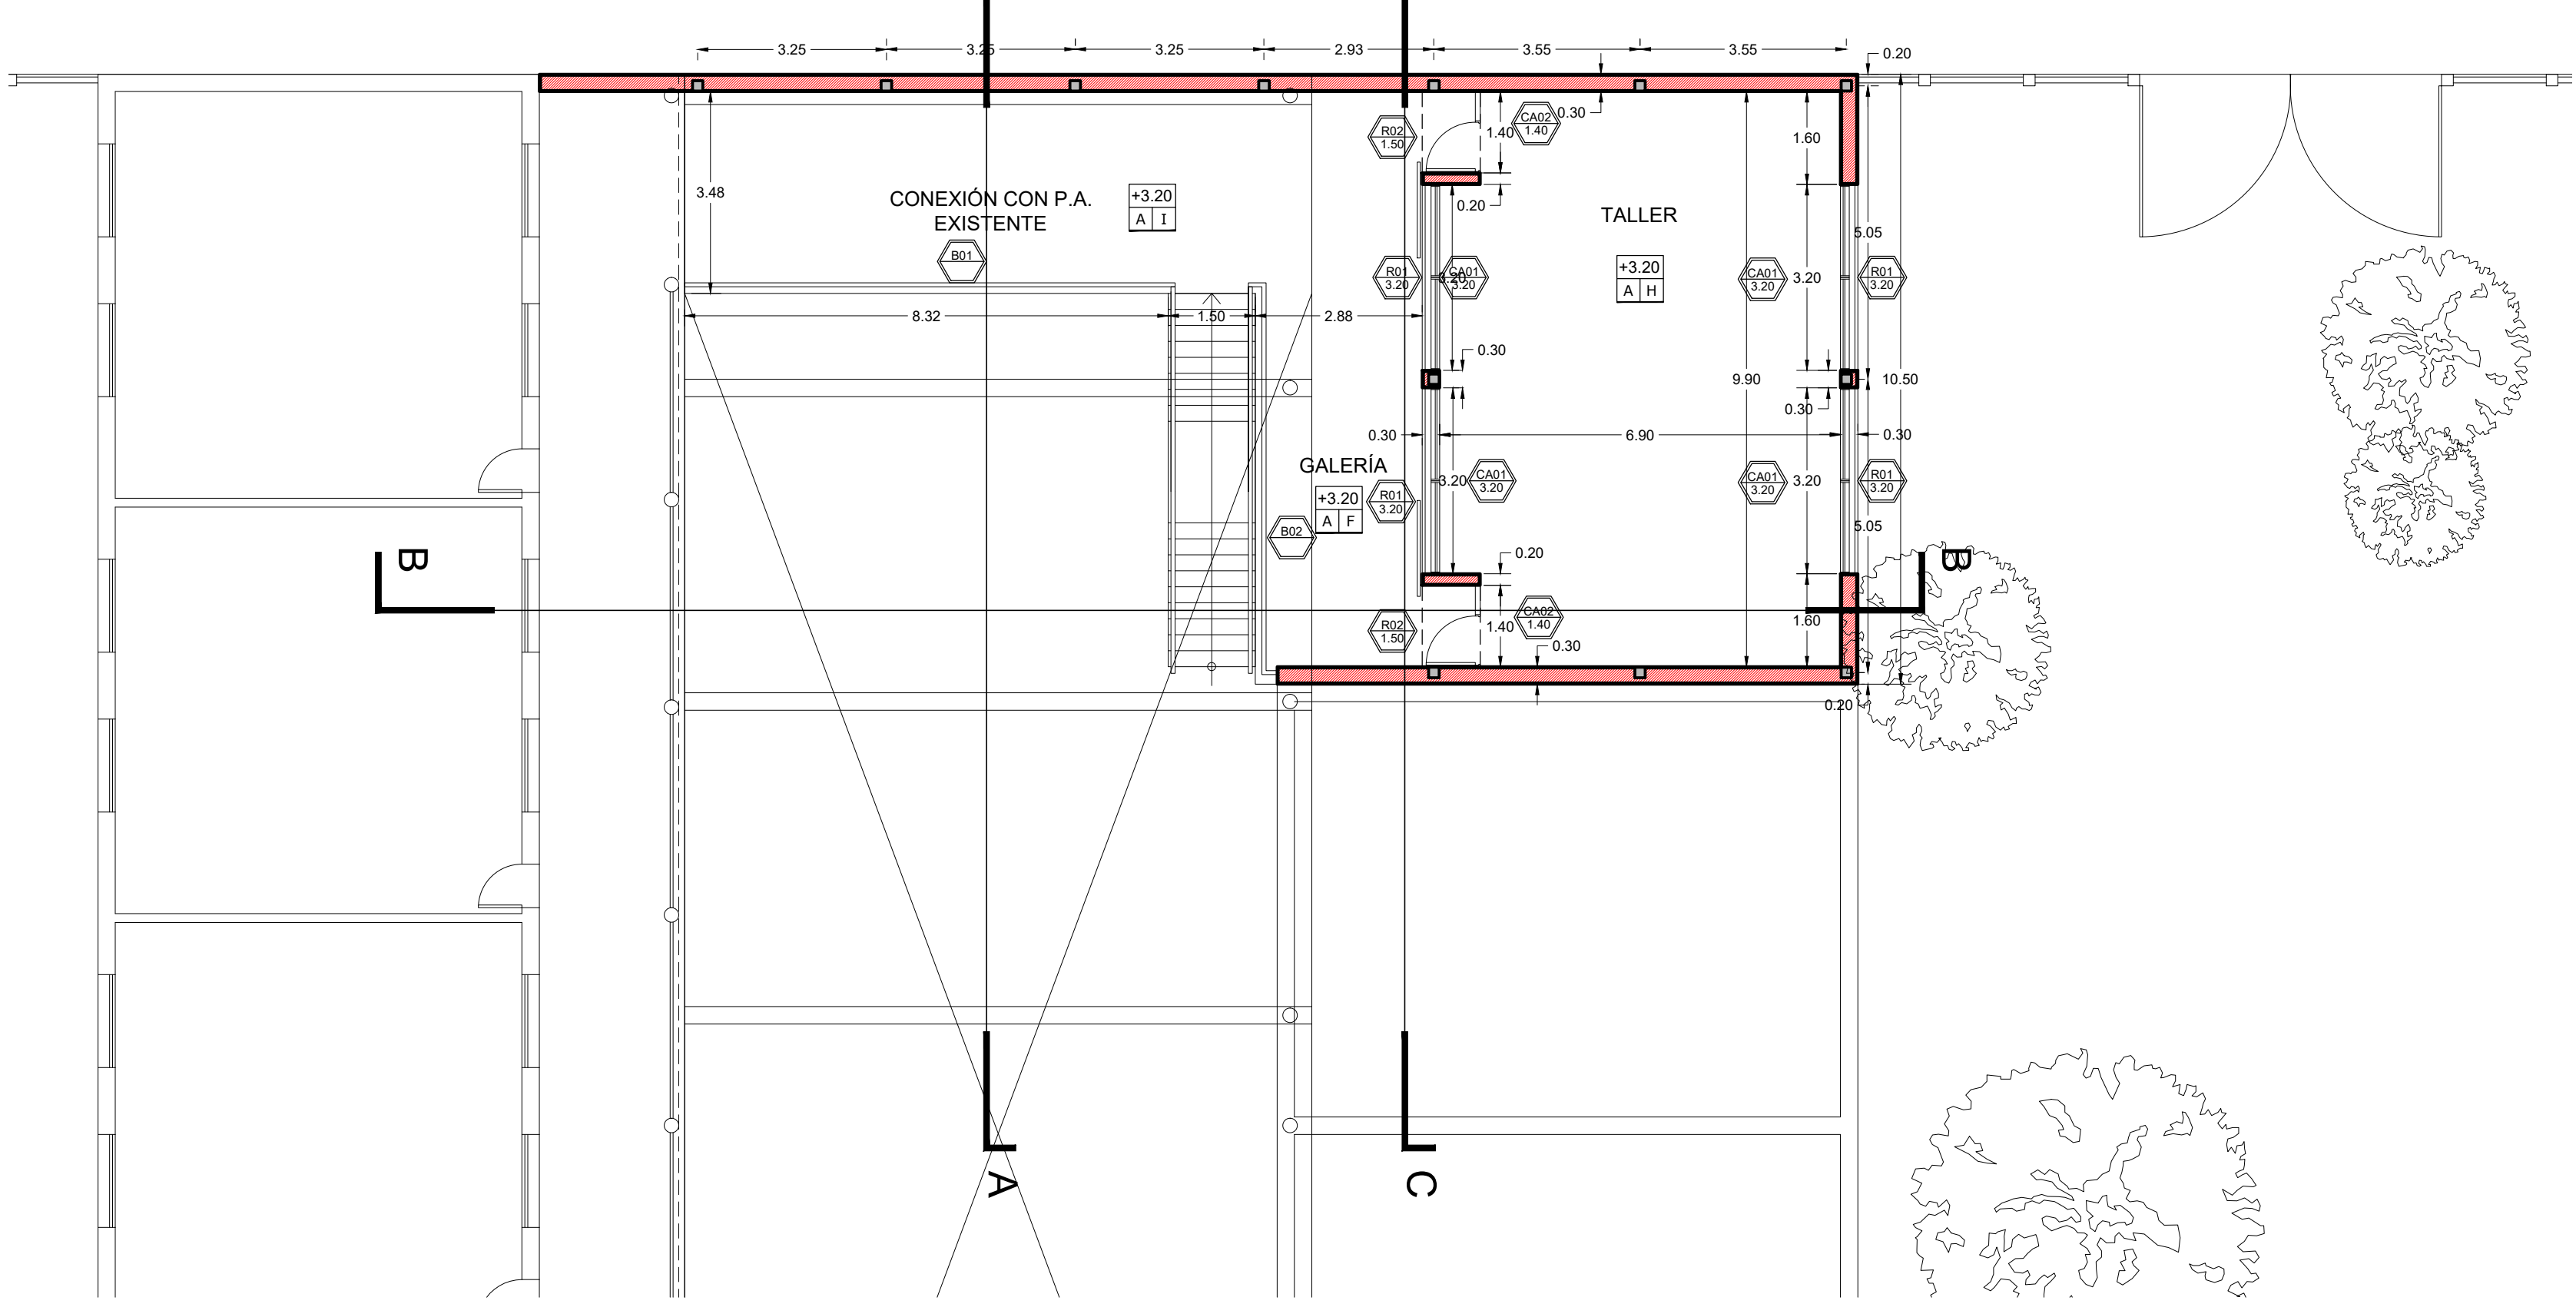 3.25
3.25
3.25
2.93
3.55
3.55
0.20
R02
1.50
1.40
CA02
1.40
0.30
1.60
3.48
CONEXIÓN CON P.A.
EXISTENTE
+3.20
A I
B01
0.20
TALLER
5.05
R01
3.20
3.20
CA01
3.20
+3.20
A H
CA01
3.20
3.20
R01
3.20
8.32
1.50
2.88
0.30
9.90
10.50
0.30
0.30
6.90
0.30
GALERÍA
+3.20
A F
R01
3.20
3.20
CA01
3.20
CA01
3.20
3.20
R01
3.20
5.05
B02
B
0.20
B
R02
1.50
1.40
CA02
1.40
1.60
0.30
0.20
A
C